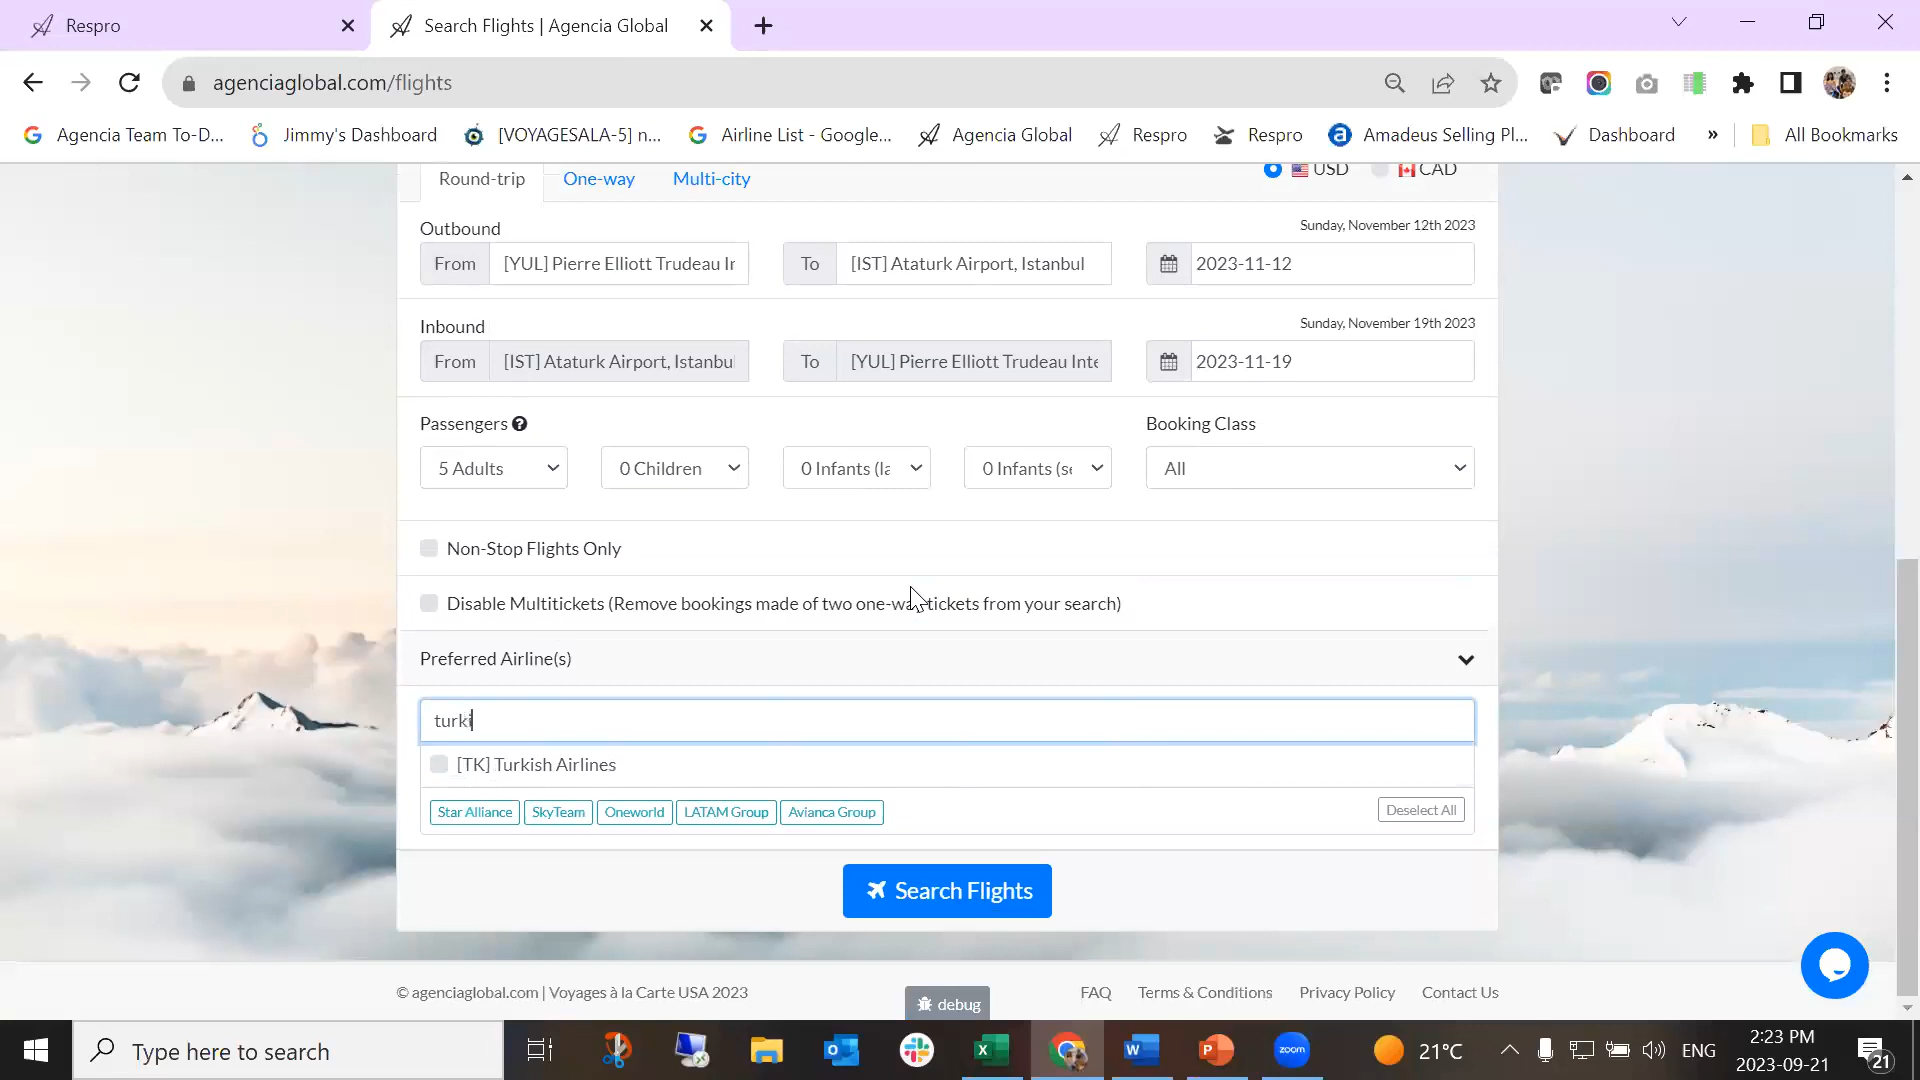 Respro
Search Flights | Agencia Global
agenciaglobal.com/flights
Agencia Team To-D...
Jimmy's Dashboard
[VOYAGESALA-5] n...
Airline List - Google...
Agencia Global
Respro
Respro
Amadeus Selling Pl...
Dashboard
»
All Bookmarks
Round-trip
One-way
Multi-city
USD
CAD
Outbound
Sunday, November 12th 2023
From
[YUL] Pierre Elliott Trudeau Ir
To
[IST] Ataturk Airport, Istanbul
2023-11-12
Inbound
Sunday, November 19th 2023
From
[IST] Ataturk Airport, Istanbul
To
[YUL] Pierre Elliott Trudeau Inte
2023-11-19
Passengers
Booking Class
5 Adults
0 Children
0 Infants (la
0 Infants (se
All
Non-Stop Flights Only
Disable Multitickets (Remove bookings made of two one-way tickets from your search)
Preferred Airline(s)
turki
[TK] Turkish Airlines
Star Alliance
SkyTeam
Oneworld
LATAM Group
Avianca Group
Deselect All
Search Flights
© agenciaglobal.com | Voyages à la Carte USA 2023
debug
FAQ
Terms & Conditions
Privacy Policy
Contact Us
Type here to search
zoom
21°C
ENG
2:23 PM
2023-09-21
21